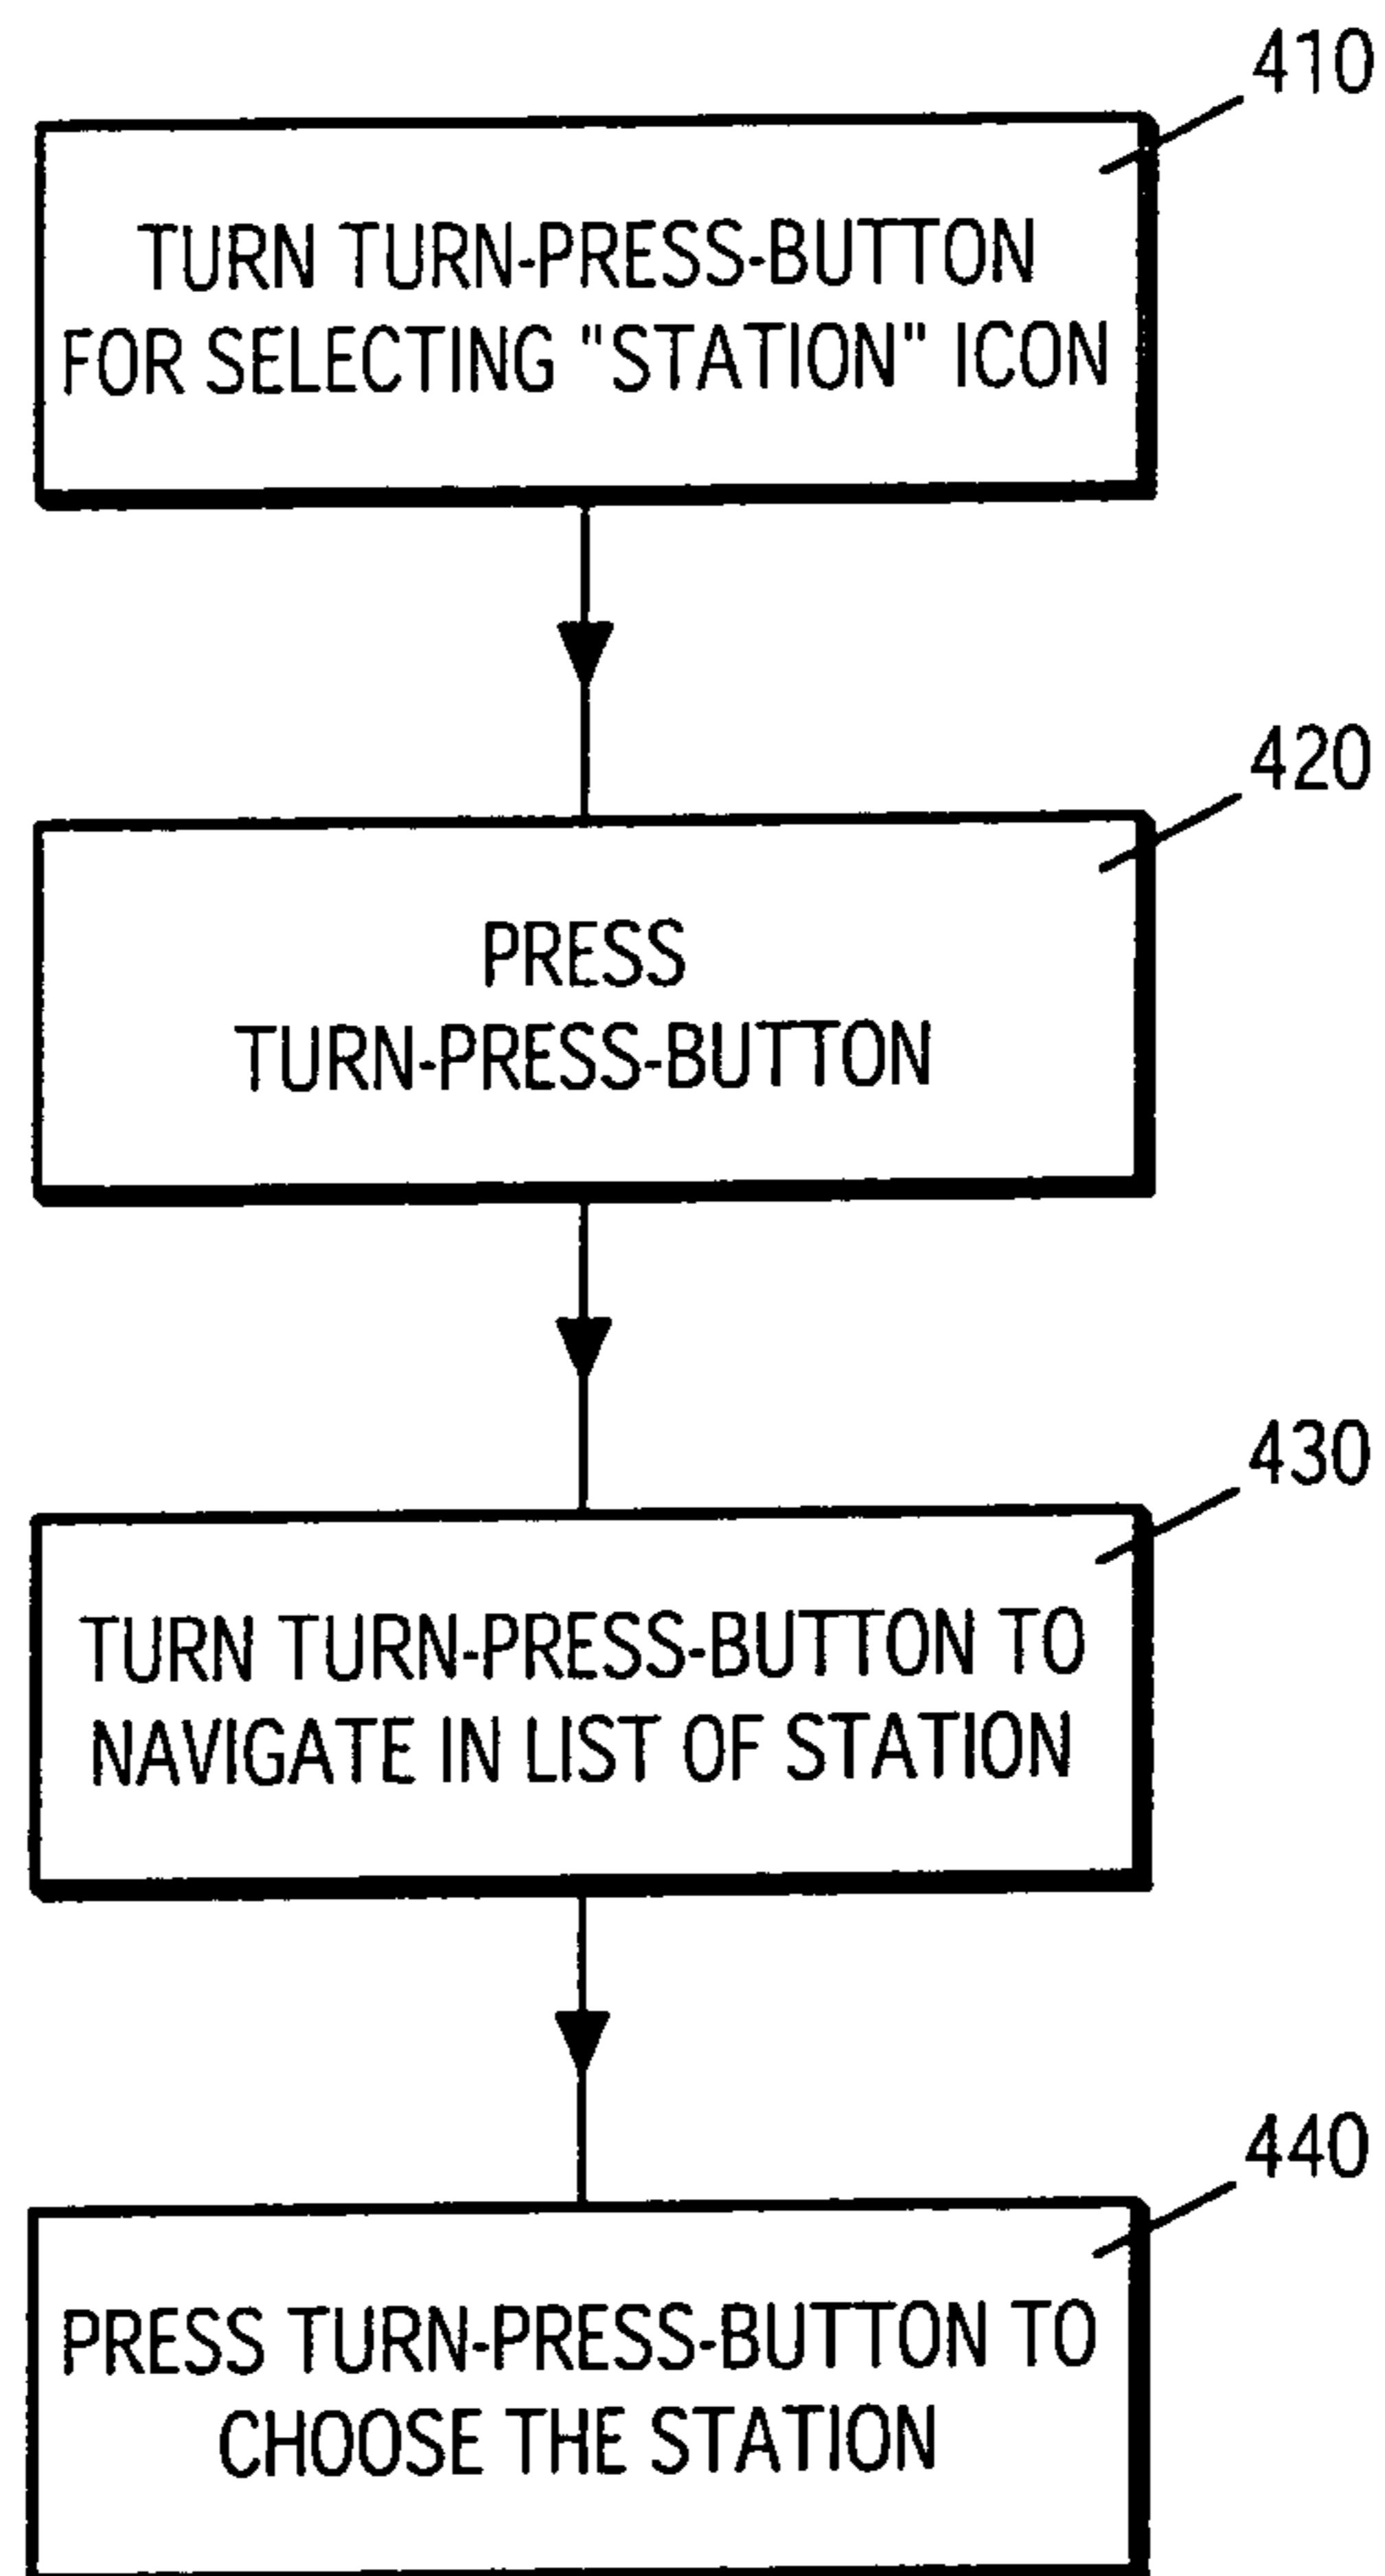 410
TURN TURN-PRESS-BUTTON
FOR SELECTING "STATION" ICON
420
PRESS
TURN-PRESS-BUTTON
430
TURN TURN-PRESS-BUTTON TO
NAVIGATE IN LIST OF STATION
440
PRESS TURN-PRESS-BUTTON TO
CHOOSE THE STATION